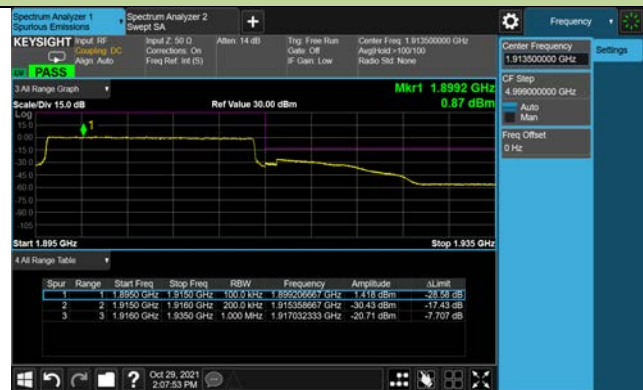 Spectrum Analyzer 1
Spurious Emissions
Spectrum Analyzer 2
Swept SA
Frequency
KEYSIGHT
Input: RF
Coupling: DC
Align: Auto
Input Z: 50 Ω
Corrections: On
Freq Ref: Int (S)
Atten: 14 dB
Trig: Free Run
Gate: Off
IF Gain: Low
Center Freq: 1.913500000 GHz
Avg|Hold:>100/100
Radio Std: None
PASS
Center Frequency
1.913500000 GHz
Settings
CF Step
4.999000000 MHz
Auto
Man
Freq Offset
0 Hz
3 All Range Graph
Mkr1 1.8992 GHz
0.87 dBm
Scale/Div 15.0 dB
Ref Value 30.00 dBm
Log
15.0
0.00
-15.0
-30.0
-45.0
-60.0
-75.0
-90.0
-105
1
Start 1.895 GHz
Stop 1.935 GHz
4 All Range Table
Spur Range Start Freq Stop Freq RBW Frequency Amplitude ΔLimit
1 1 1.8950 GHz 1.9150 GHz 100.0 kHz 1.899206667 GHz 1.418 dBm -28.58 dB
2 2 1.9150 GHz 1.9160 GHz 200.0 kHz 1.915358667 GHz -30.43 dBm -17.43 dB
3 3 1.9160 GHz 1.9350 GHz 1.000 MHz 1.917032333 GHz -20.71 dBm -7.707 dB
Oct 29, 2021
2:07:53 PM